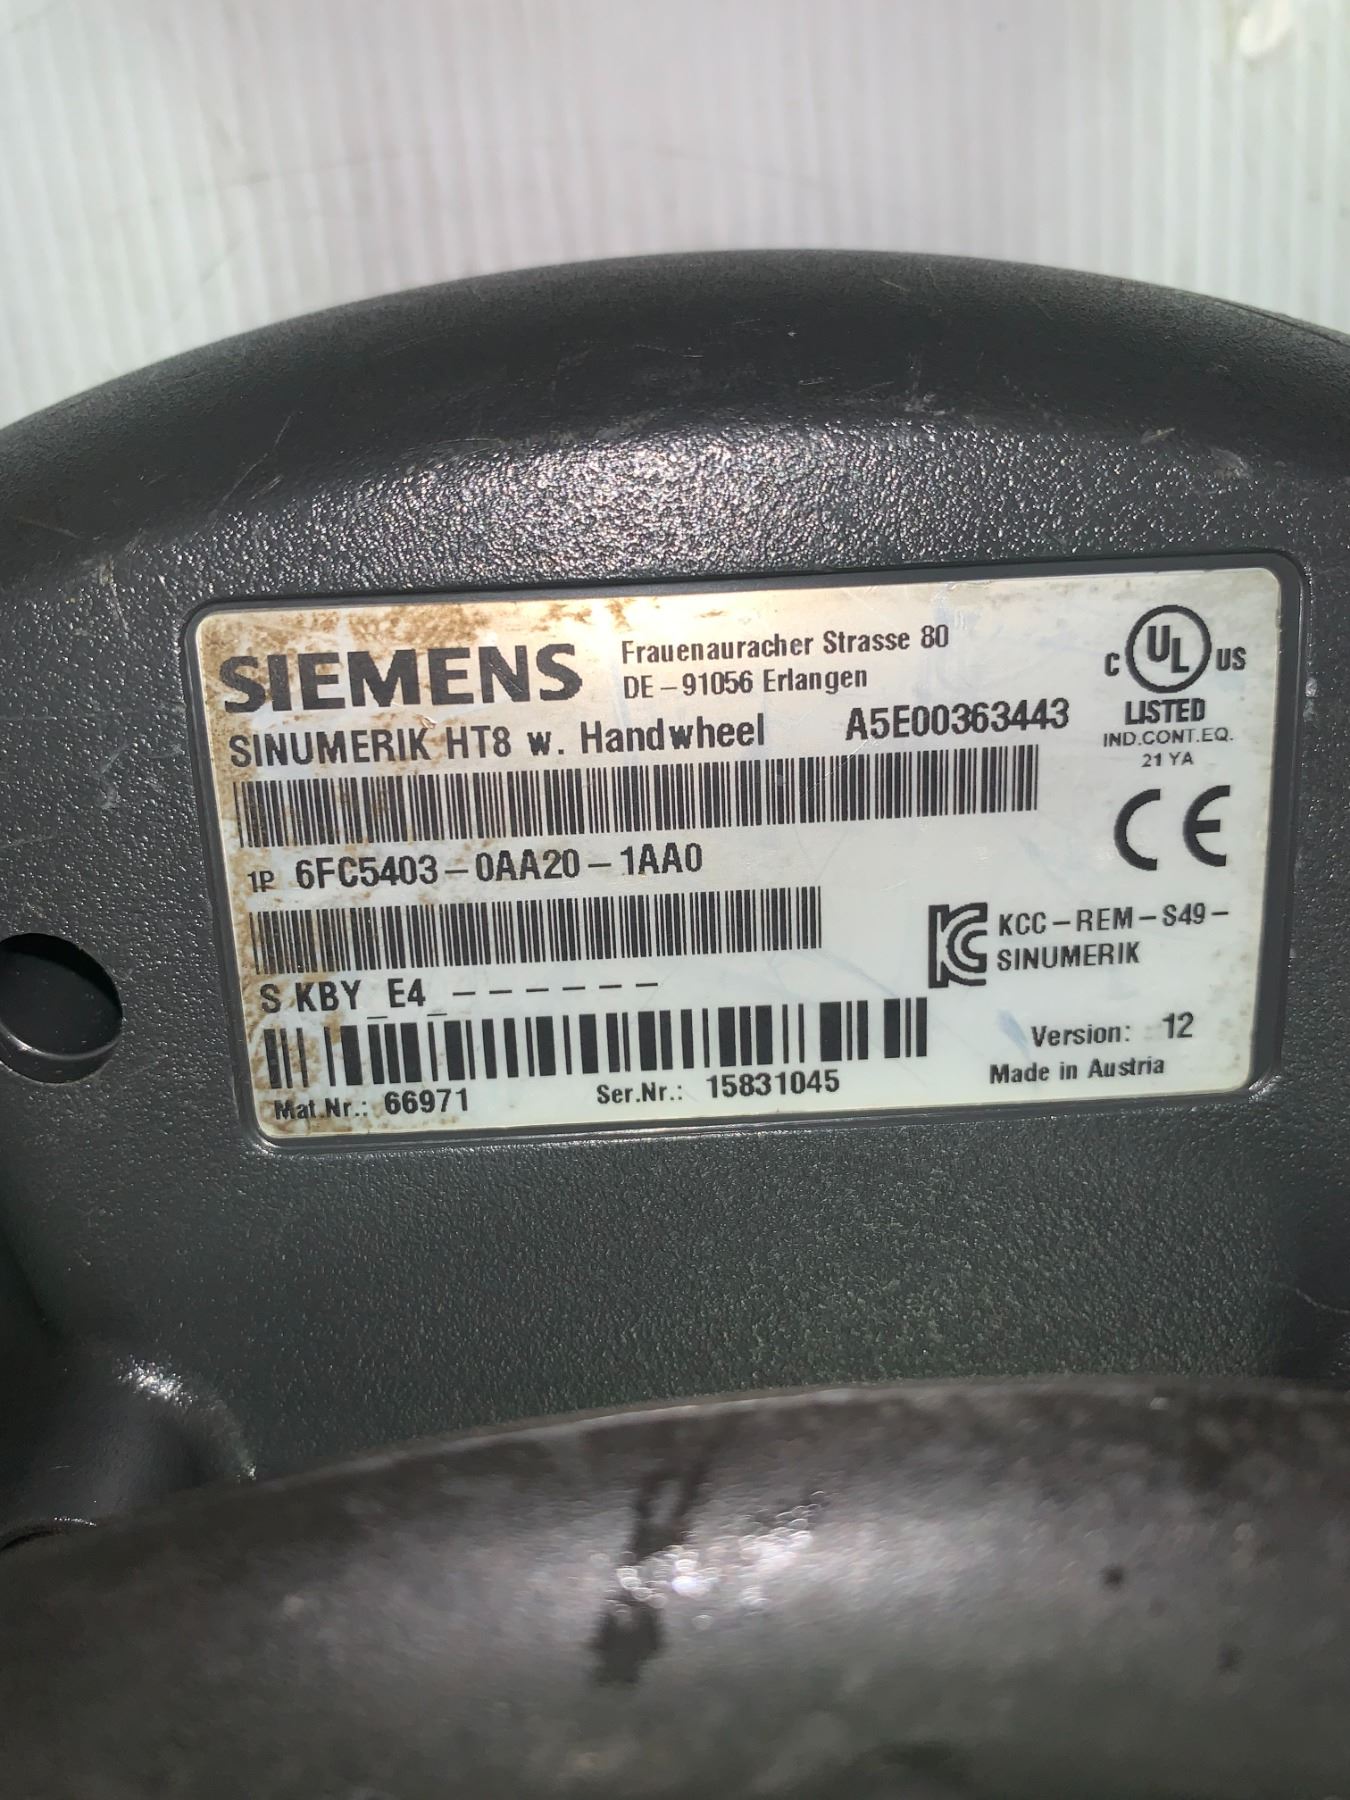 SIEMENS
Frauenauracher Strasse 80
DE-91056 Erlangen
SINUMERIK HT8 w. Handwheel A5E00363443
1P 6FC5403-0AA20-1AA0
S KBY_E4_------
Mat.Nr.: 66971 Ser.Nr.: 15831045
C UL US
LISTED
IND.CONT.EQ.
21 YA
CE
KCC-REM-S49-
SINUMERIK
Version: 12
Made in Austria